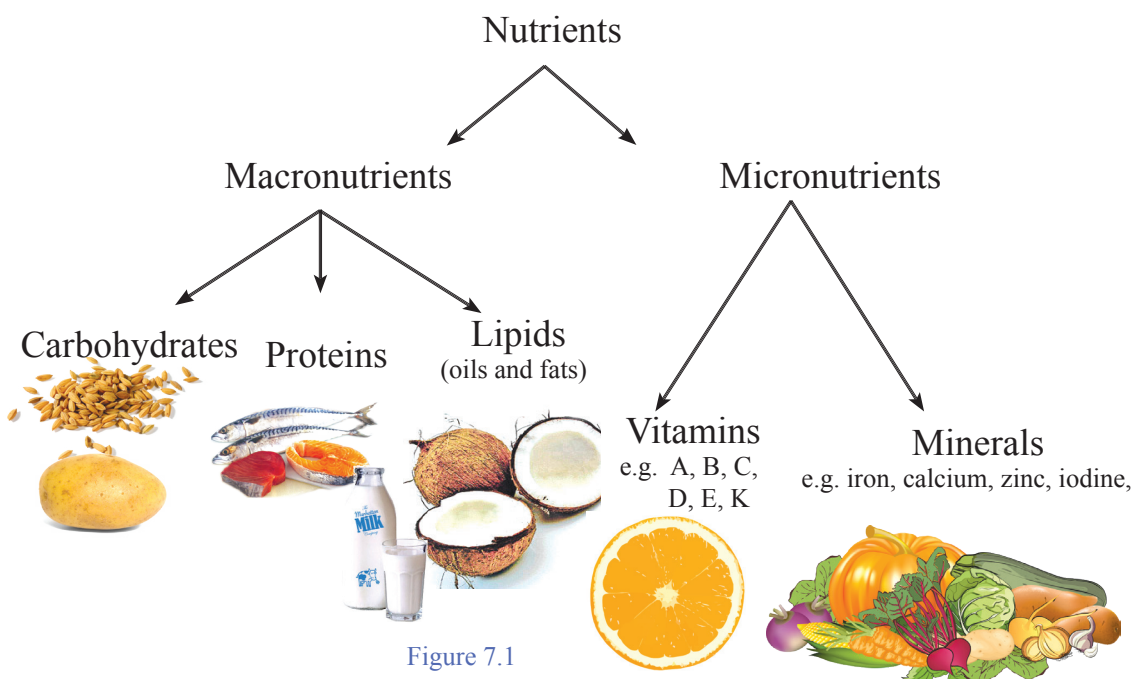 Nutrients
Macronutrients
Micronutrients
Carbohydrates
Proteins
Lipids
(oils and fats)
Vitamins
e.g. A, B, C,
D, E, K
Minerals
e.g. iron, calcium, zinc, iodine,
Milk
Figure 7.1